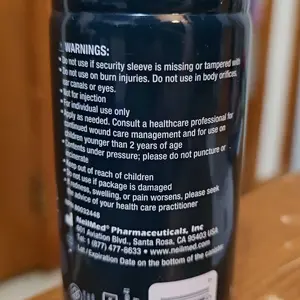 ⚠ WARNINGS:
• Do not use if security sleeve is missing or tampered with
• Do not use on burn injuries. Do not use in body orifices,
ear canals or eyes.
• Not for injection
• For individual use only
• Apply as needed. Consult a healthcare professional for
continued wound care management and for use on
children younger than 2 years of age
• Contents under pressure; please do not puncture or
incinerate
• Keep out of reach of children
• Do not use if package is damaged
• If redness, swelling, or pain worsens, please seek
the advice of your health care practitioner
NeilMed® Pharmaceuticals, Inc
601 Aviation Blvd., Santa Rosa, CA 95403 USA
Tel: 1 (877) 477-8633 • www.neilmed.com
Lot / Expiration Date on the bottom of the canister.